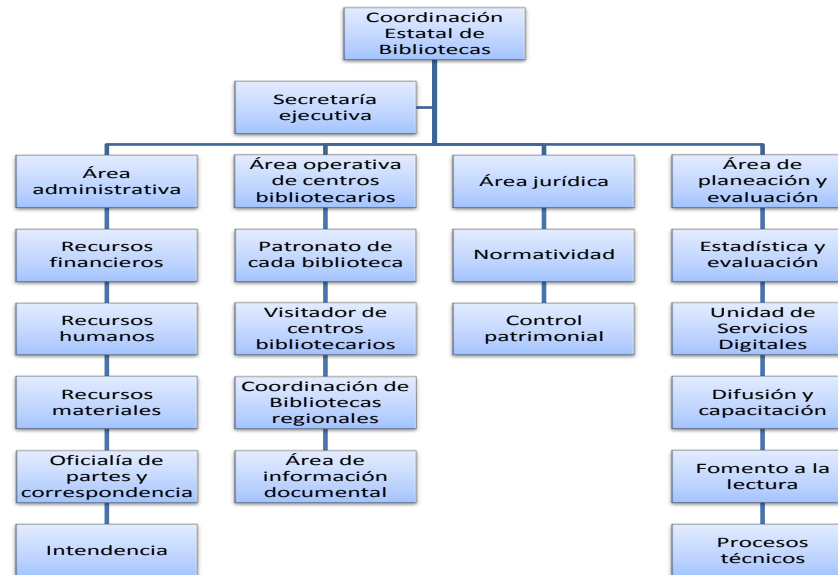 Coordinación
Estatal de
Bibliotecas
Secretaría
ejecutiva
Área
administrativa
Recursos
financieros
Recursos
humanos
Recursos
materiales
Oficialía de
partes y
correspondencia
Intendencia
Área operativa
de centros
bibliotecarios
Patronato de
cada biblioteca
Visitador de
centros
bibliotecarios
Coordinación de
Bibliotecas
regionales
Área de
información
documental
Área jurídica
Normatividad
Control
patrimonial
Área de
planeación y
evaluación
Estadística y
evaluación
Unidad de
Servicios
Digitales
Difusión y
capacitación
Fomento a la
lectura
Procesos
técnicos